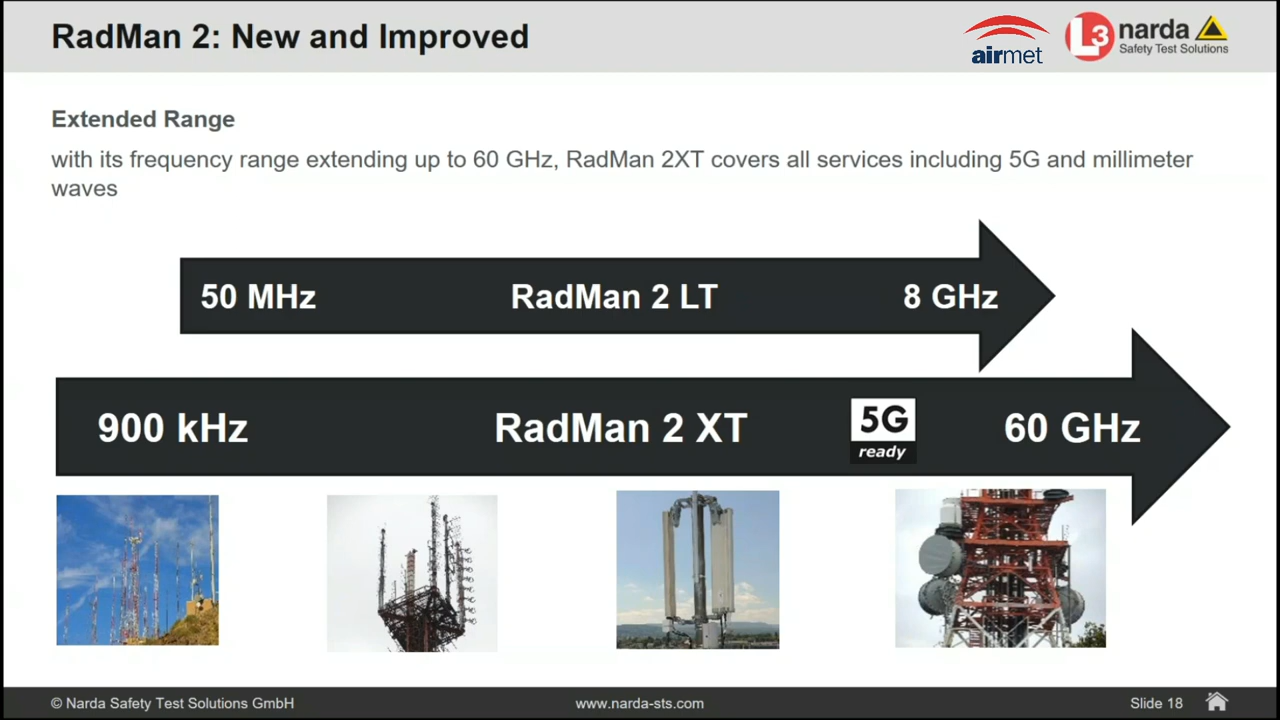 RadMan 2: New and Improved
airmet
L3 narda
Safety Test Solutions
Extended Range
with its frequency range extending up to 60 GHz, RadMan 2XT covers all services including 5G and millimeter
waves
50 MHz RadMan 2 LT 8 GHz
900 kHz RadMan 2 XT 5G ready 60 GHz
© Narda Safety Test Solutions GmbH www.narda-sts.com Slide 18